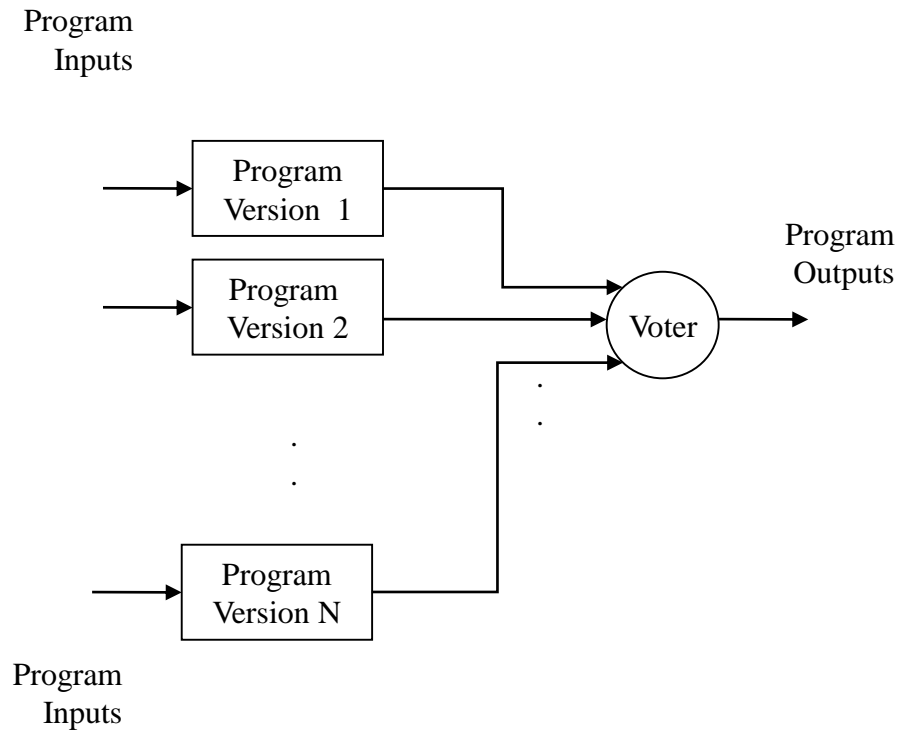 Program
Inputs
Program
Version 1
Program
Outputs
Program
Version 2
Voter
.
.
.
.
Program
Version N
Program
Inputs